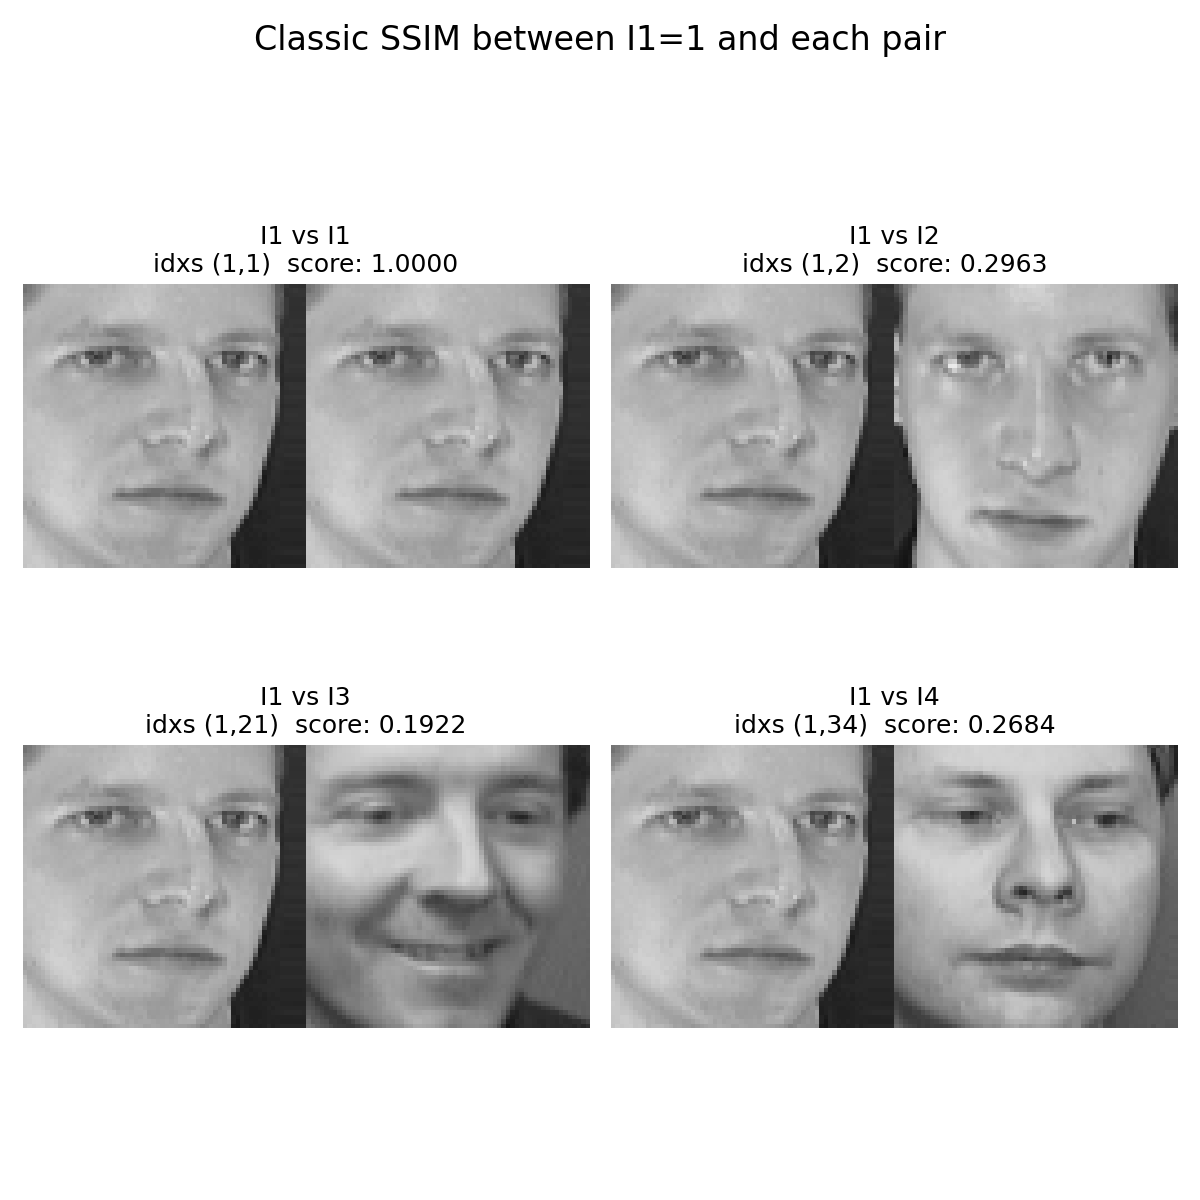 Classic SSIM between I1=1 and each pair
I1 vs I1
idxs (1,1)  score: 1.0000
I1 vs I2
idxs (1,2)  score: 0.2963
I1 vs I3
idxs (1,21)  score: 0.1922
I1 vs I4
idxs (1,34)  score: 0.2684